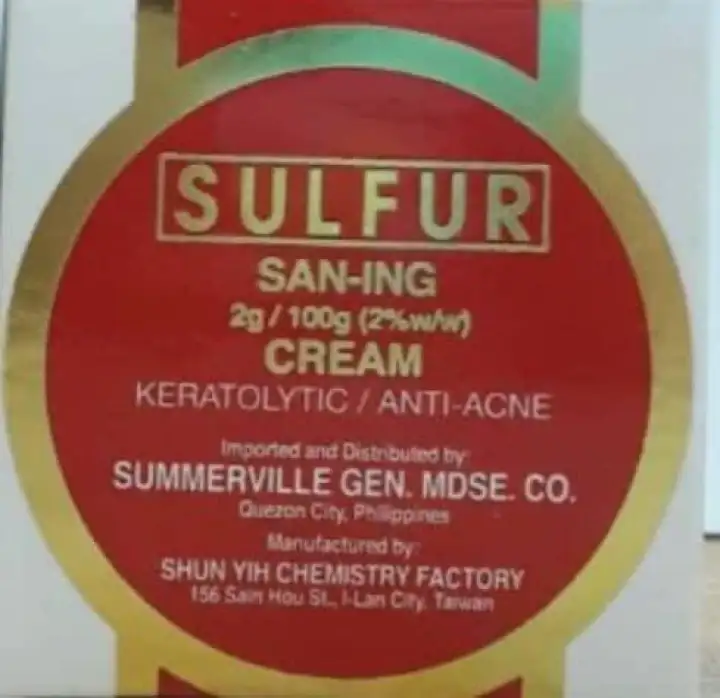 SULFUR
SAN-ING
2g / 100g (2%w/w)
CREAM
KERATOLYTIC / ANTI-ACNE
Imported and Distributed by:
SUMMERVILLE GEN. MDSE. CO.
Quezon City, Philippines
Manufactured by:
SHUN YIH CHEMISTRY FACTORY
156 Sain Hou St., I-Lan City, Taiwan